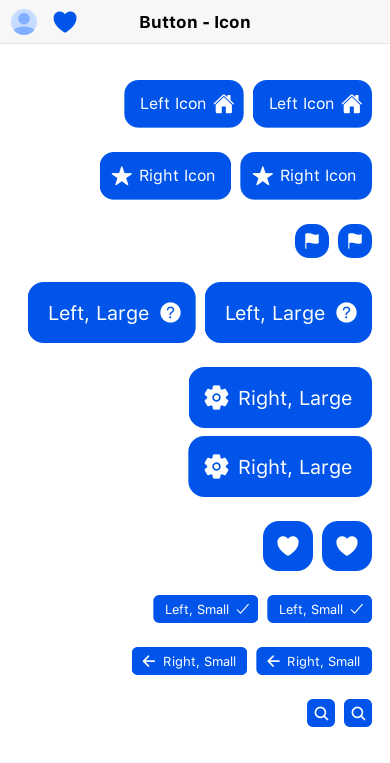 Button - Icon
Left Icon Left Icon
Right Icon Right Icon
Left, Large Left, Large
Right, Large
Right, Large
Left, Small Left, Small
Right, Small Right, Small